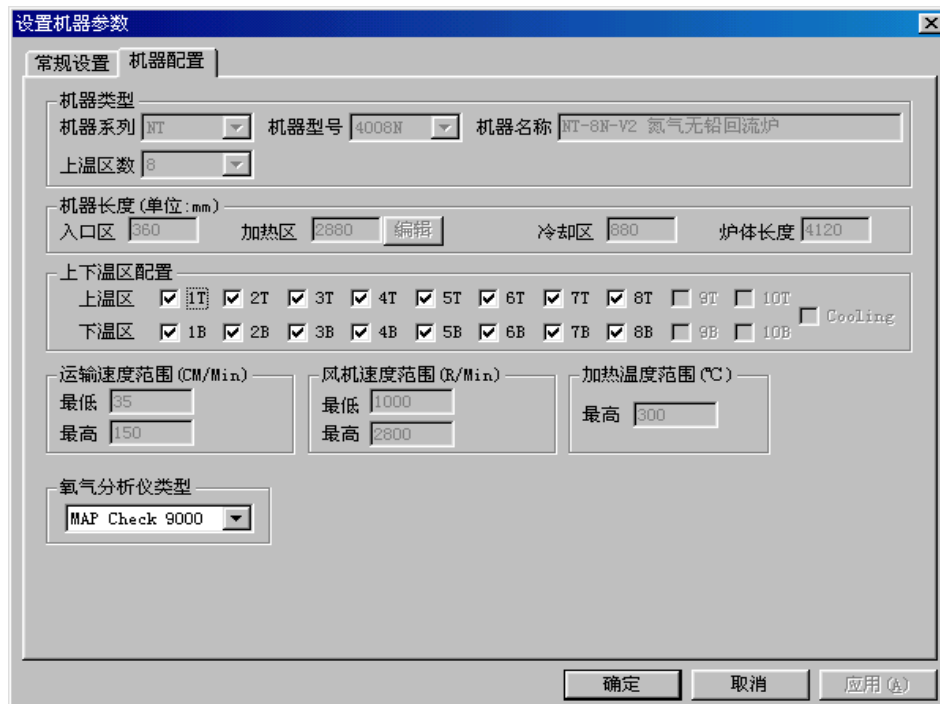 设置机器参数
常规设置 机器配置
机器类型
机器系列 NT 机器型号 4008N 机器名称 NT-8N-V2 氮气无铅回流炉
上温区数 8
机器长度(单位:mm)
入口区 360 加热区 2880 编辑 冷却区 880 炉体长度 4120
上下温区配置
上温区 1T 2T 3T 4T 5T 6T 7T 8T 9T 10T
Cooling
下温区 1B 2B 3B 4B 5B 6B 7B 8B 9B 10B
运输速度范围(CM/Min) 风机速度范围(R/Min) 加热温度范围(℃)
最低 35 最低 1000 最高 300
最高 150 最高 2800
氧气分析仪类型
MAP Check 9000
确定 取消 应用(A)